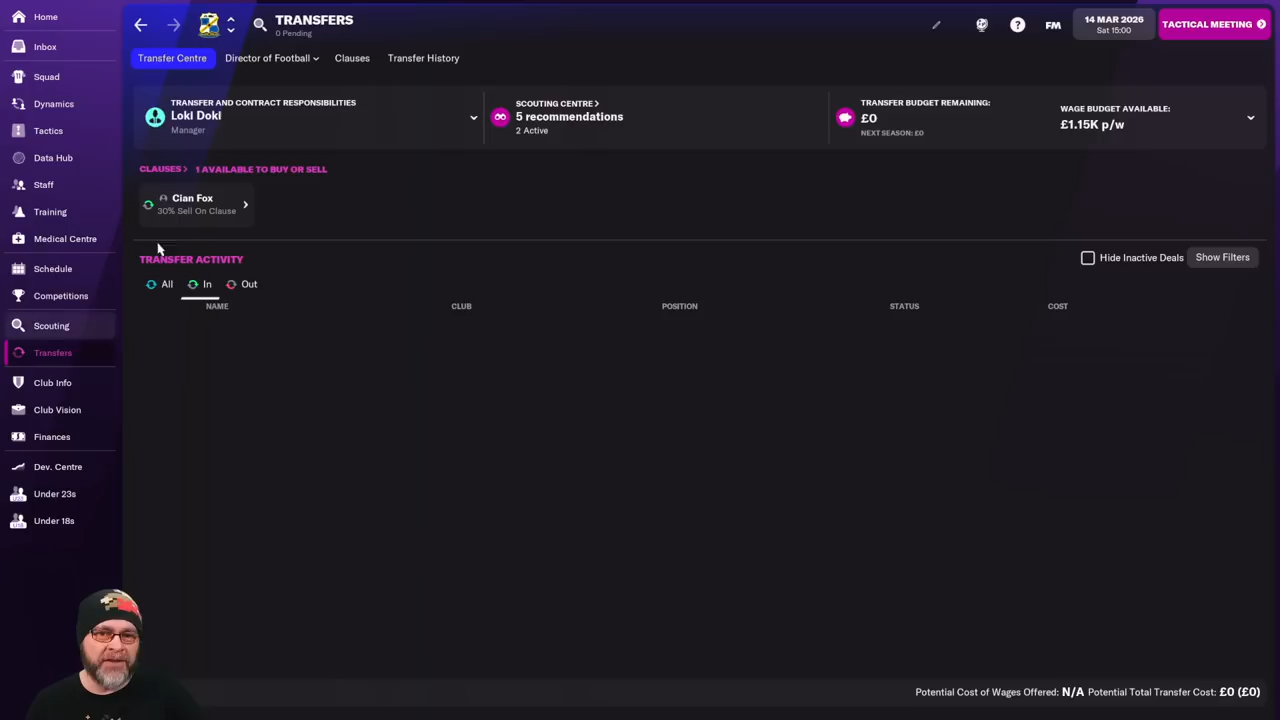 Home
Inbox
Squad
Dynamics
Tactics
Data Hub
Staff
Training
Medical Centre
Schedule
Competitions
Scouting
Transfers
Club Info
Club Vision
Finances
Dev. Centre
Under 23s
Under 18s
TRANSFERS
0 Pending
FM
14 MAR 2026
Sat 15:00
TACTICAL MEETING
Transfer Centre
Director of Football
Clauses
Transfer History
TRANSFER AND CONTRACT RESPONSIBILITIES
Loki Doki
Manager
SCOUTING CENTRE
5 recommendations
2 Active
TRANSFER BUDGET REMAINING:
£0
NEXT SEASON: £0
WAGE BUDGET AVAILABLE:
£1.15K p/w
CLAUSES 1 AVAILABLE TO BUY OR SELL
Cian Fox
30% Sell On Clause
TRANSFER ACTIVITY
Hide Inactive Deals
Show Filters
All In Out
NAME CLUB POSITION STATUS COST
Potential Cost of Wages Offered: N/A Potential Total Transfer Cost: £0 (£0)